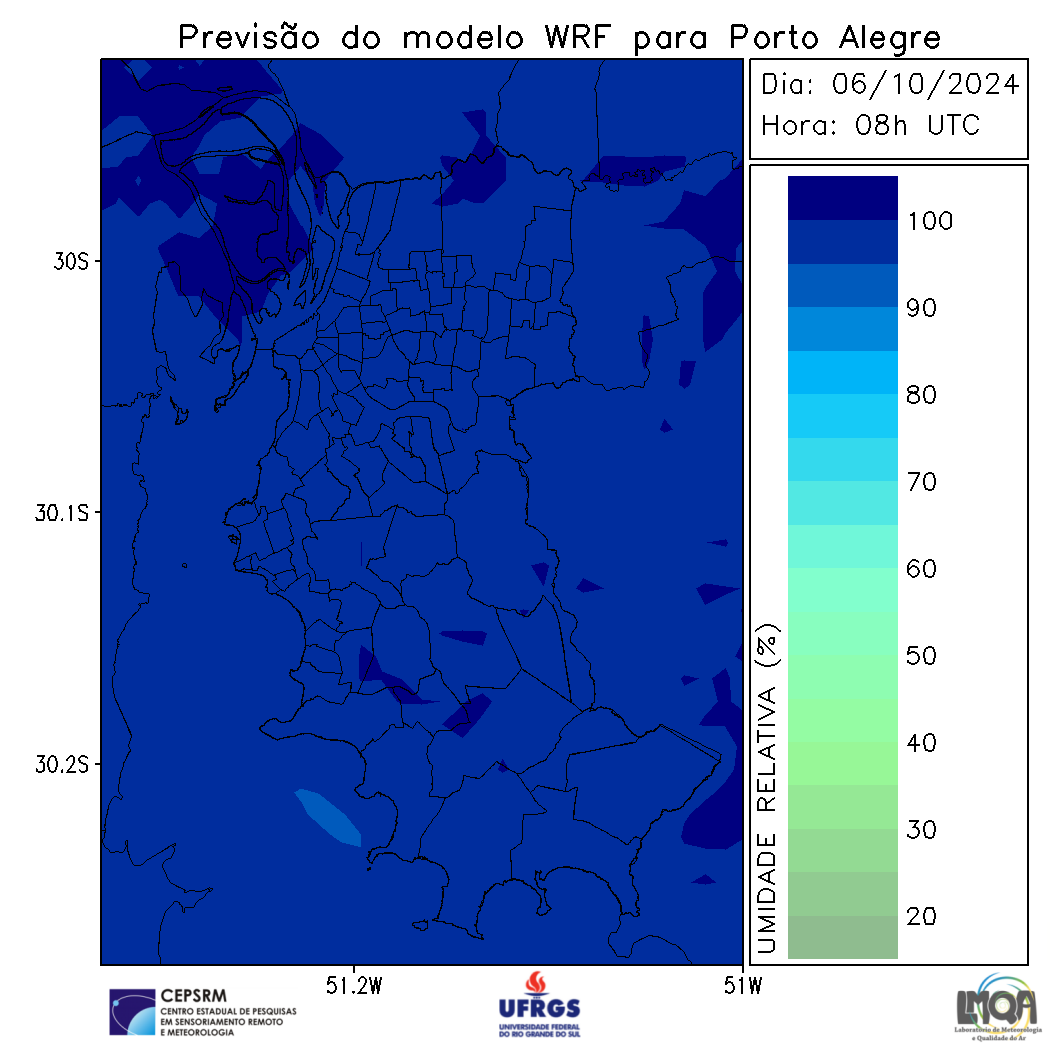 Previsão do modelo WRF para Porto Alegre
Dia: 06/10/2024
Hora: 08h UTC
30S
30.1S
30.2S
51.2W
51W
UMIDADE RELATIVA (%)
100
90
80
70
60
50
40
30
20
CEPSRM
CENTRO ESTADUAL DE PESQUISAS
EM SENSORIAMENTO REMOTO
E METEOROLOGIA
UFRGS
UNIVERSIDADE FEDERAL
DO RIO GRANDE DO SUL
LMQA
Laboratório de Meteorologia
e Qualidade do Ar